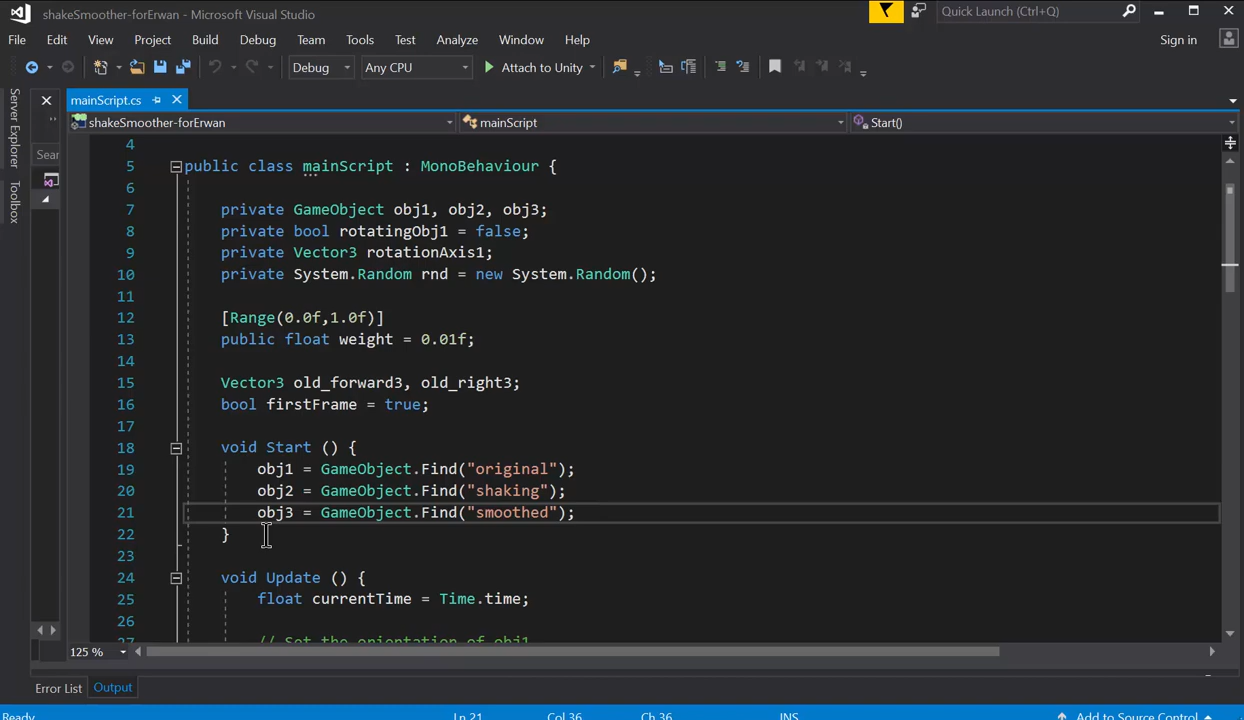 shakeSmoother-forErwan - Microsoft Visual Studio
Quick Launch (Ctrl+Q)
File Edit View Project Build Debug Team Tools Test Analyze Window Help
Sign in
Debug Any CPU Attach to Unity
Server Explorer
Toolbox
Sear
mainScript.cs
shakeSmoother-forErwan mainScript Start()
4
5 public class mainScript : MonoBehaviour {
6
7 private GameObject obj1, obj2, obj3;
8 private bool rotatingObj1 = false;
9 private Vector3 rotationAxis1;
10 private System.Random rnd = new System.Random();
11
12 [Range(0.0f,1.0f)]
13 public float weight = 0.01f;
14
15 Vector3 old_forward3, old_right3;
16 bool firstFrame = true;
17
18 void Start () {
19 obj1 = GameObject.Find("original");
20 obj2 = GameObject.Find("shaking");
21 obj3 = GameObject.Find("smoothed");
22 }
23
24 void Update () {
25 float currentTime = Time.time;
26
27 // Set the orientation of obj1
125 %
Error List Output
Ready Ln 21 Col 36 Ch 36 INS Add to Source Control